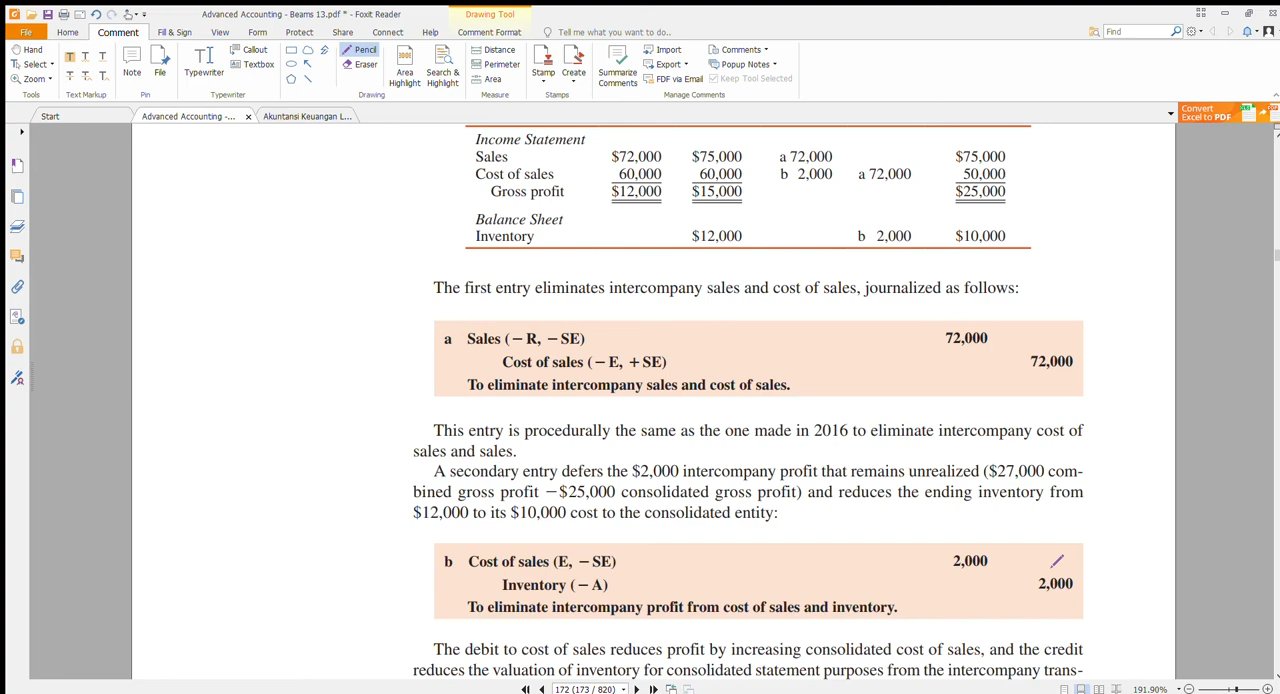 Advanced Accounting - Beams 13.pdf * - Foxit Reader
Drawing Tool
File Home Comment Fill & Sign View Form Protect Share Connect Help Comment Format Tell me what you want to do.. Find
Hand
Select
Zoom
Tools
T T T
T T T
Text Markup
Note
File
Pin
Typewriter
Callout
Textbox
Typewriter
Pencil
Eraser
Drawing
Area
Highlight
Search &
Highlight
Distance
Perimeter
Area
Measure
Stamp
Create
Stamps
Summarize
Comments
Import
Export
FDF via Email
Comments
Popup Notes
Keep Tool Selected
Manage Comments
Start
Advanced Accounting -... ×
Akuntansi Keuangan L...
Convert
Excel to PDF
Income Statement
Sales $72,000 $75,000 a 72,000 $75,000
Cost of sales 60,000 60,000 b 2,000 a 72,000 50,000
Gross profit $12,000 $15,000 $25,000
Balance Sheet
Inventory $12,000 b 2,000 $10,000
The first entry eliminates intercompany sales and cost of sales, journalized as follows:
a Sales (−R, −SE) 72,000
Cost of sales (−E, +SE) 72,000
To eliminate intercompany sales and cost of sales.
This entry is procedurally the same as the one made in 2016 to eliminate intercompany cost of
sales and sales.
A secondary entry defers the $2,000 intercompany profit that remains unrealized ($27,000 com-
bined gross profit −$25,000 consolidated gross profit) and reduces the ending inventory from
$12,000 to its $10,000 cost to the consolidated entity:
b Cost of sales (E, −SE) 2,000
Inventory (−A) 2,000
To eliminate intercompany profit from cost of sales and inventory.
The debit to cost of sales reduces profit by increasing consolidated cost of sales, and the credit
reduces the valuation of inventory for consolidated statement purposes from the intercompany trans-
172 (173 / 820)
191.90%